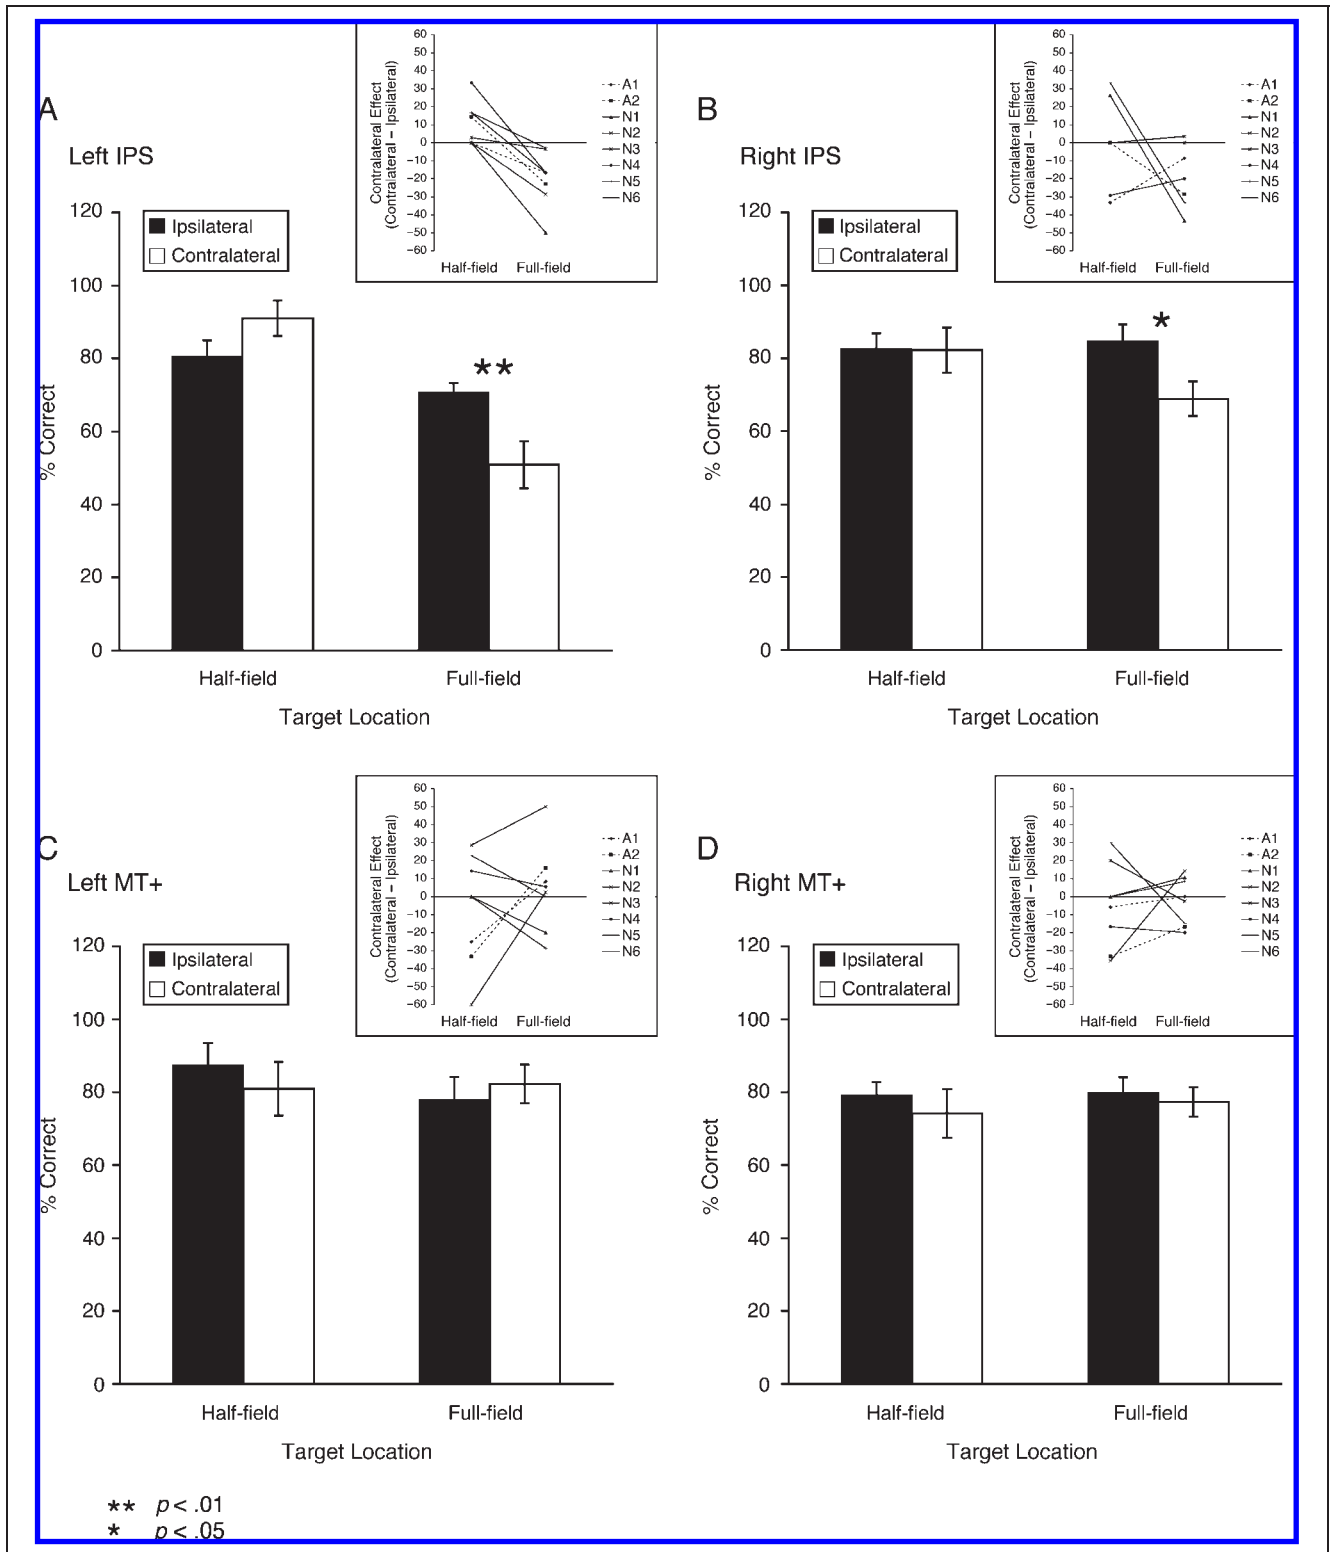 A
Left IPS
120
100
80
60
40
20
0
% Correct
Ipsilateral
Contralateral
**
Half-field
Full-field
Target Location
Contralateral Effect
(Contralateral – Ipsilateral)
60
50
40
30
20
10
0
−10
−20
−30
−40
−50
−60
Half-field
Full-field
A1
A2
N1
N2
N3
N4
N5
N6
B
Right IPS
120
100
80
60
40
20
0
% Correct
Ipsilateral
Contralateral
*
Half-field
Full-field
Target Location
Contralateral Effect
(Contralateral – Ipsilateral)
60
50
40
30
20
10
0
−10
−20
−30
−40
−50
−60
Half-field
Full-field
A1
A2
N1
N2
N3
N4
N5
N6
C
Left MT+
120
100
80
60
40
20
0
% Correct
Ipsilateral
Contralateral
Half-field
Full-field
Target Location
Contralateral Effect
(Contralateral – Ipsilateral)
60
50
40
30
20
10
0
−10
−20
−30
−40
−50
−60
Half-field
Full-field
A1
A2
N1
N2
N3
N4
N5
N6
D
Right MT+
120
100
80
60
40
20
0
% Correct
Ipsilateral
Contralateral
Half-field
Full-field
Target Location
Contralateral Effect
(Contralateral – Ipsilateral)
60
50
40
30
20
10
0
−10
−20
−30
−40
−50
−60
Half-field
Full-field
A1
A2
N1
N2
N3
N4
N5
N6
** p < .01
* p < .05